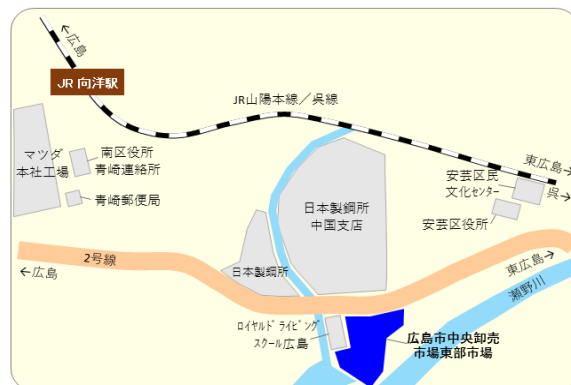 ←広島
JR 向洋駅
JR山陽本線／呉線
マツダ
本社工場
南区役所
青崎連絡所
青崎郵便局
日本製鋼所
中国支店
安芸区民
文化センター
東広島→
呉→
安芸区役所
2号線
←広島
日本製鋼所
東広島→
瀬野川
ロイヤルドライビング
スクール広島
広島市中央卸売
市場東部市場